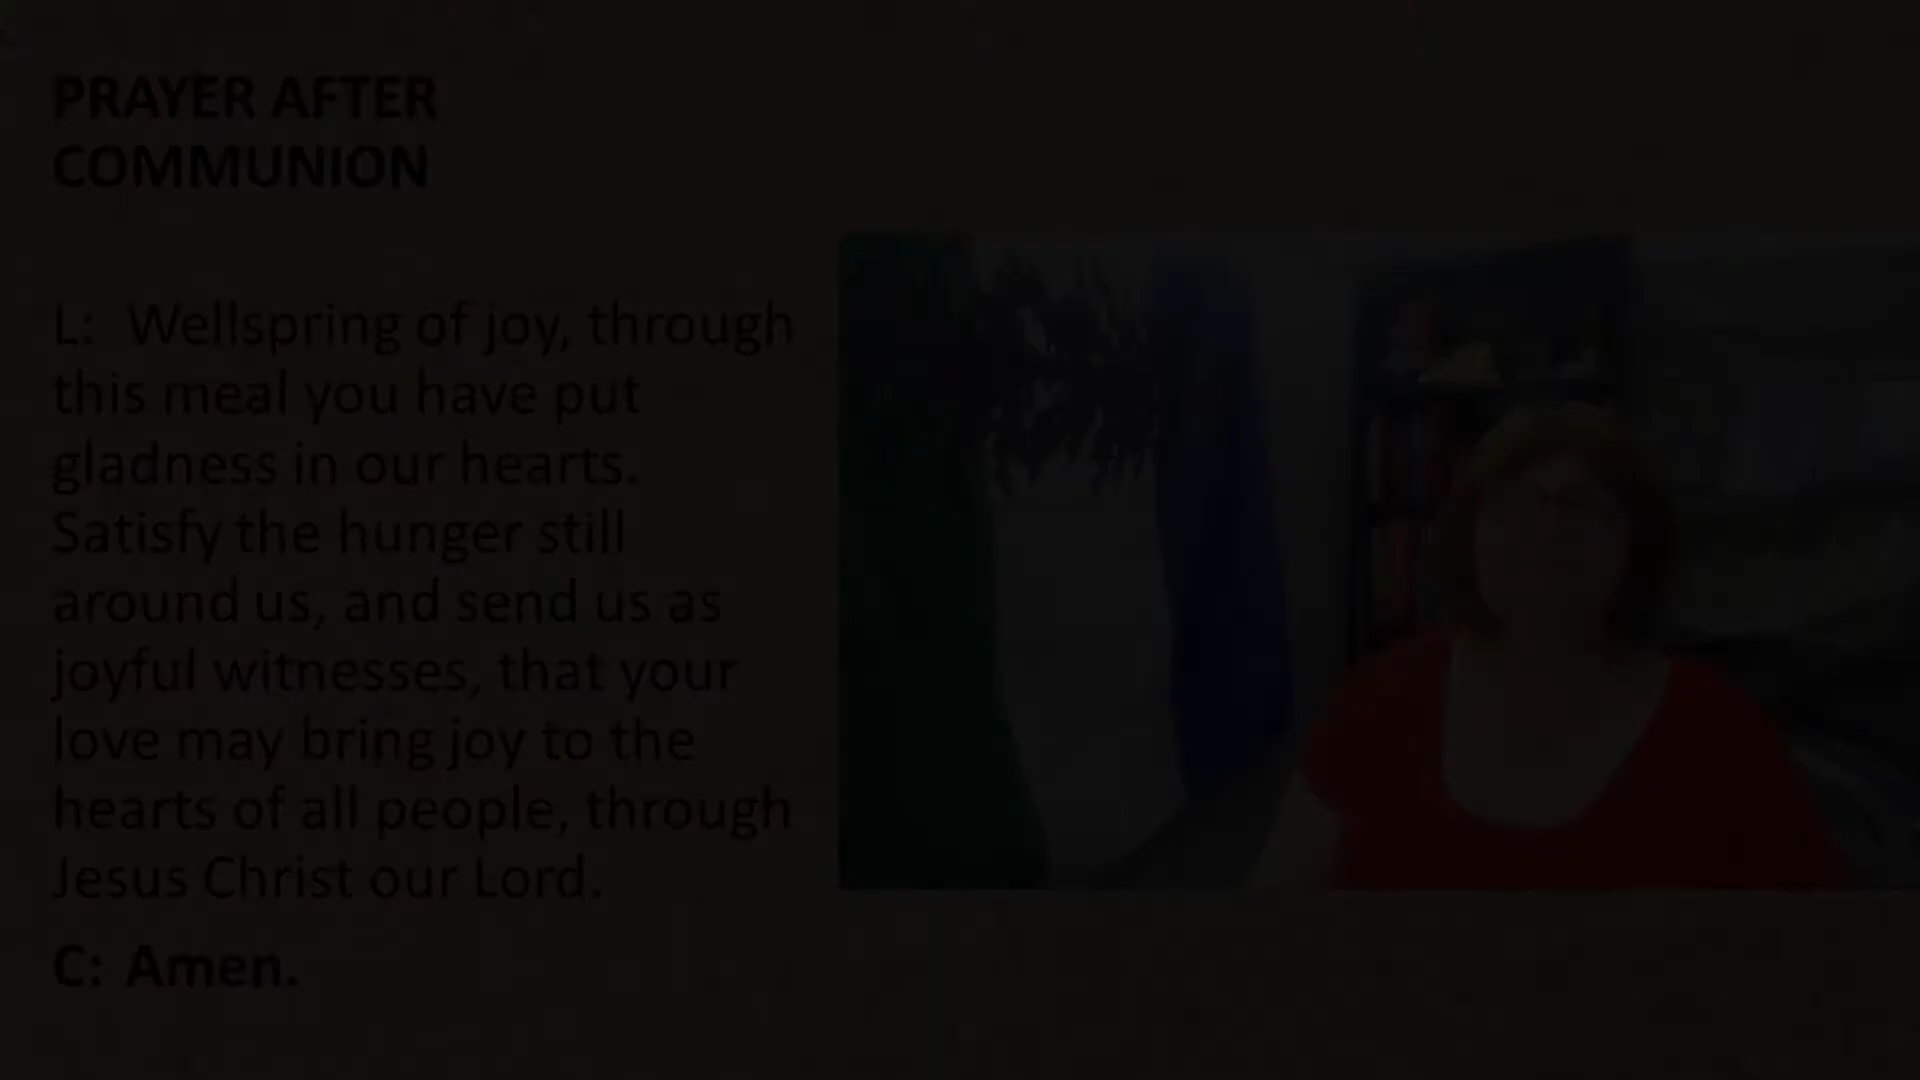 PRAYER AFTER
COMMUNION
L: Wellspring of joy, through
this meal you have put
gladness in our hearts.
Satisfy the hunger still
around us, and send us as
joyful witnesses, that your
love may bring joy to the
hearts of all people, through
Jesus Christ our Lord.
C: Amen.